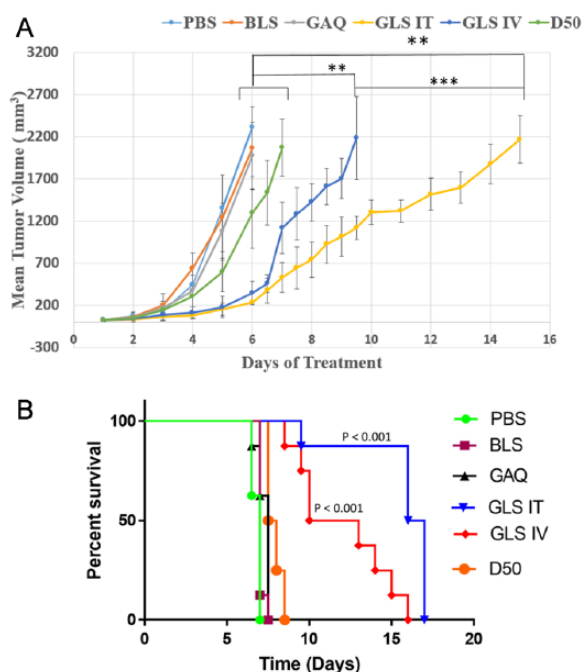 A
PBS BLS GAQ GLS IT GLS IV D50
3200
2700
2200
1700
1200
700
200
-300
**
**
***
0 2 4 6 8 10 12 14 16
Mean Tumor Volume ( mm³)
Days of Treatment
B
100
50
0
0 5 10 15 20
Percent survival
Time (Days)
P < 0.001
P < 0.001
PBS
BLS
GAQ
GLS IT
GLS IV
D50